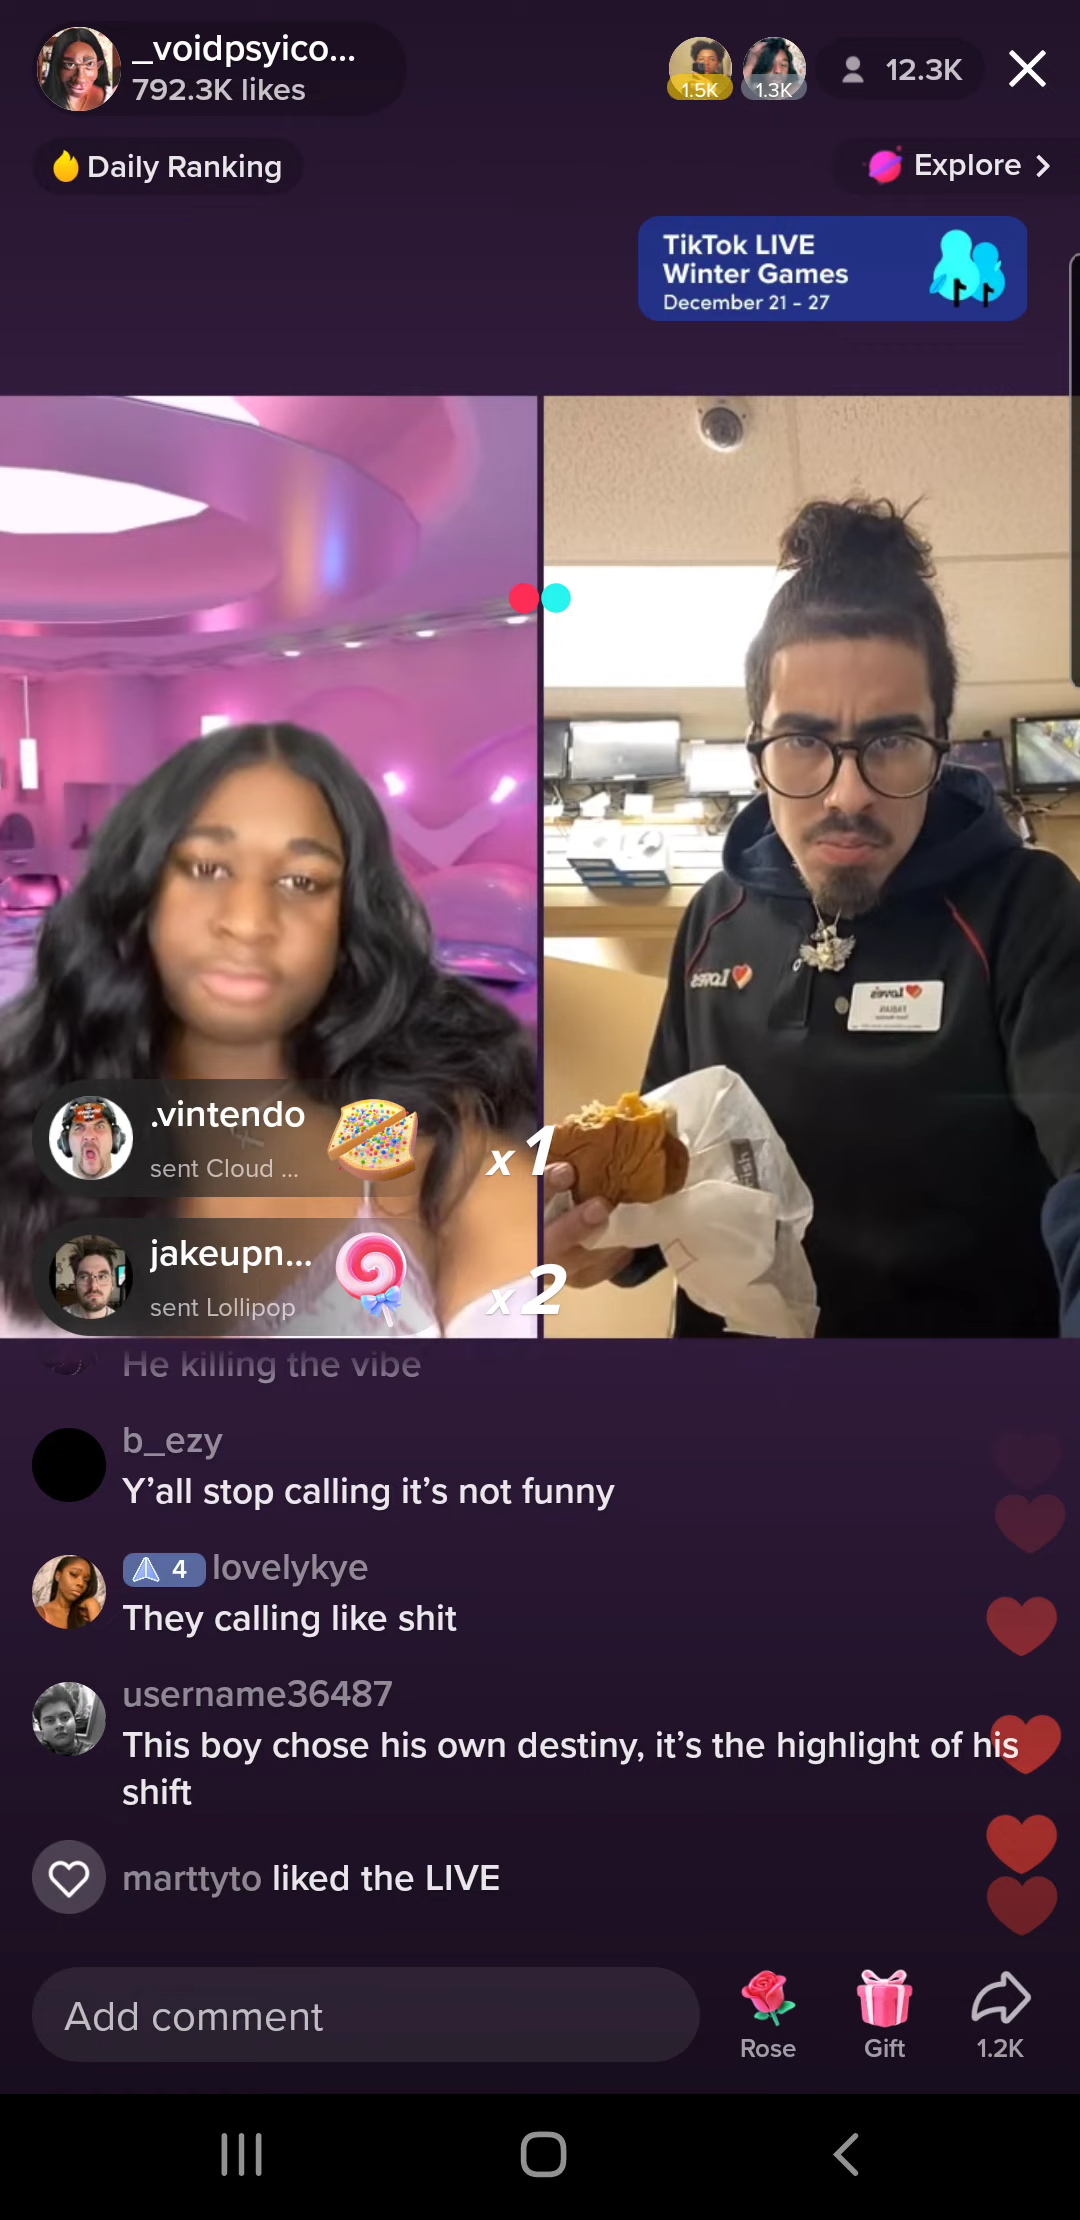 _voidpsyico...
792.3K likes
1.5K
1.3K
12.3K
Daily Ranking
Explore
TikTok LIVE
Winter Games
December 21 - 27
Love's
Love's
FABIAN
.vintendo
sent Cloud ...
x1
jakeupn...
sent Lollipop
x2
He killing the vibe
b_ezy
Y'all stop calling it's not funny
4 lovelykye
They calling like shit
username36487
This boy chose his own destiny, it's the highlight of his
shift
marttyto liked the LIVE
Add comment
Rose
Gift
1.2K